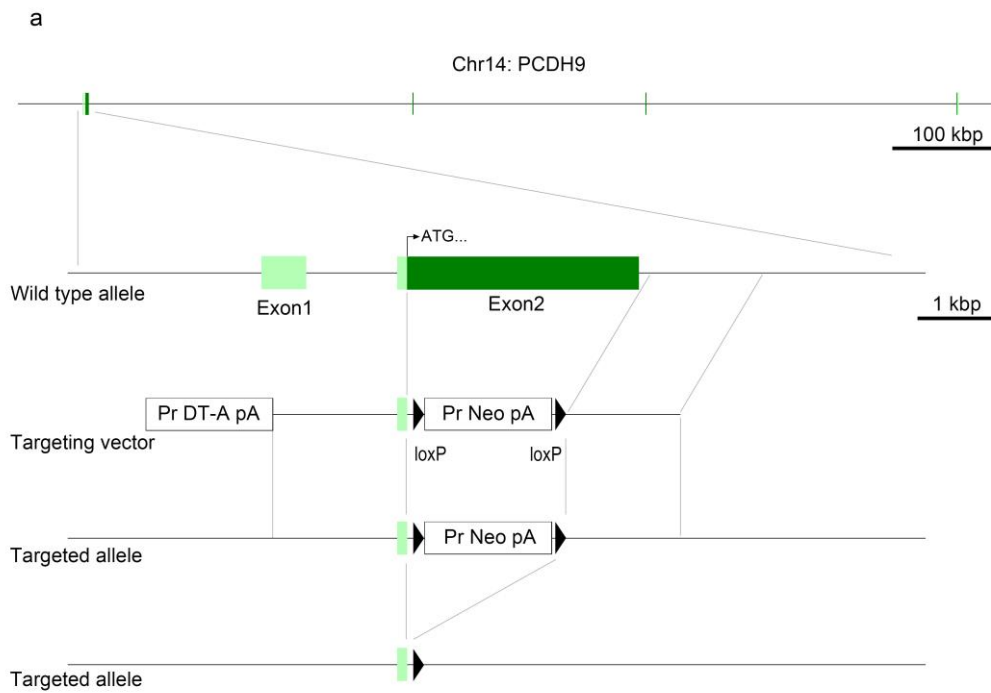 a
Chr14: PCDH9
100 kbp
ATG...
Wild type allele
Exon1
Exon2
1 kbp
Pr DT-A pA
Pr Neo pA
Targeting vector
loxP
loxP
Pr Neo pA
Targeted allele
Targeted allele